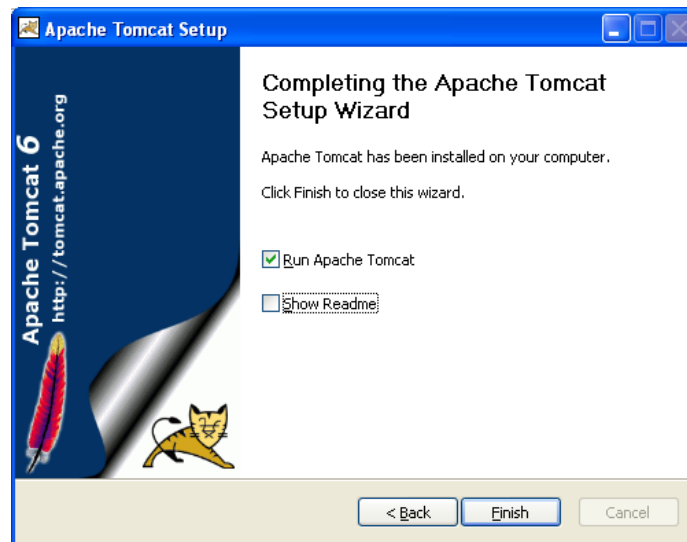 Apache Tomcat Setup
Apache Tomcat 6
http://tomcat.apache.org
Completing the Apache Tomcat
Setup Wizard
Apache Tomcat has been installed on your computer.
Click Finish to close this wizard.
Run Apache Tomcat
Show Readme
< Back
Finish
Cancel